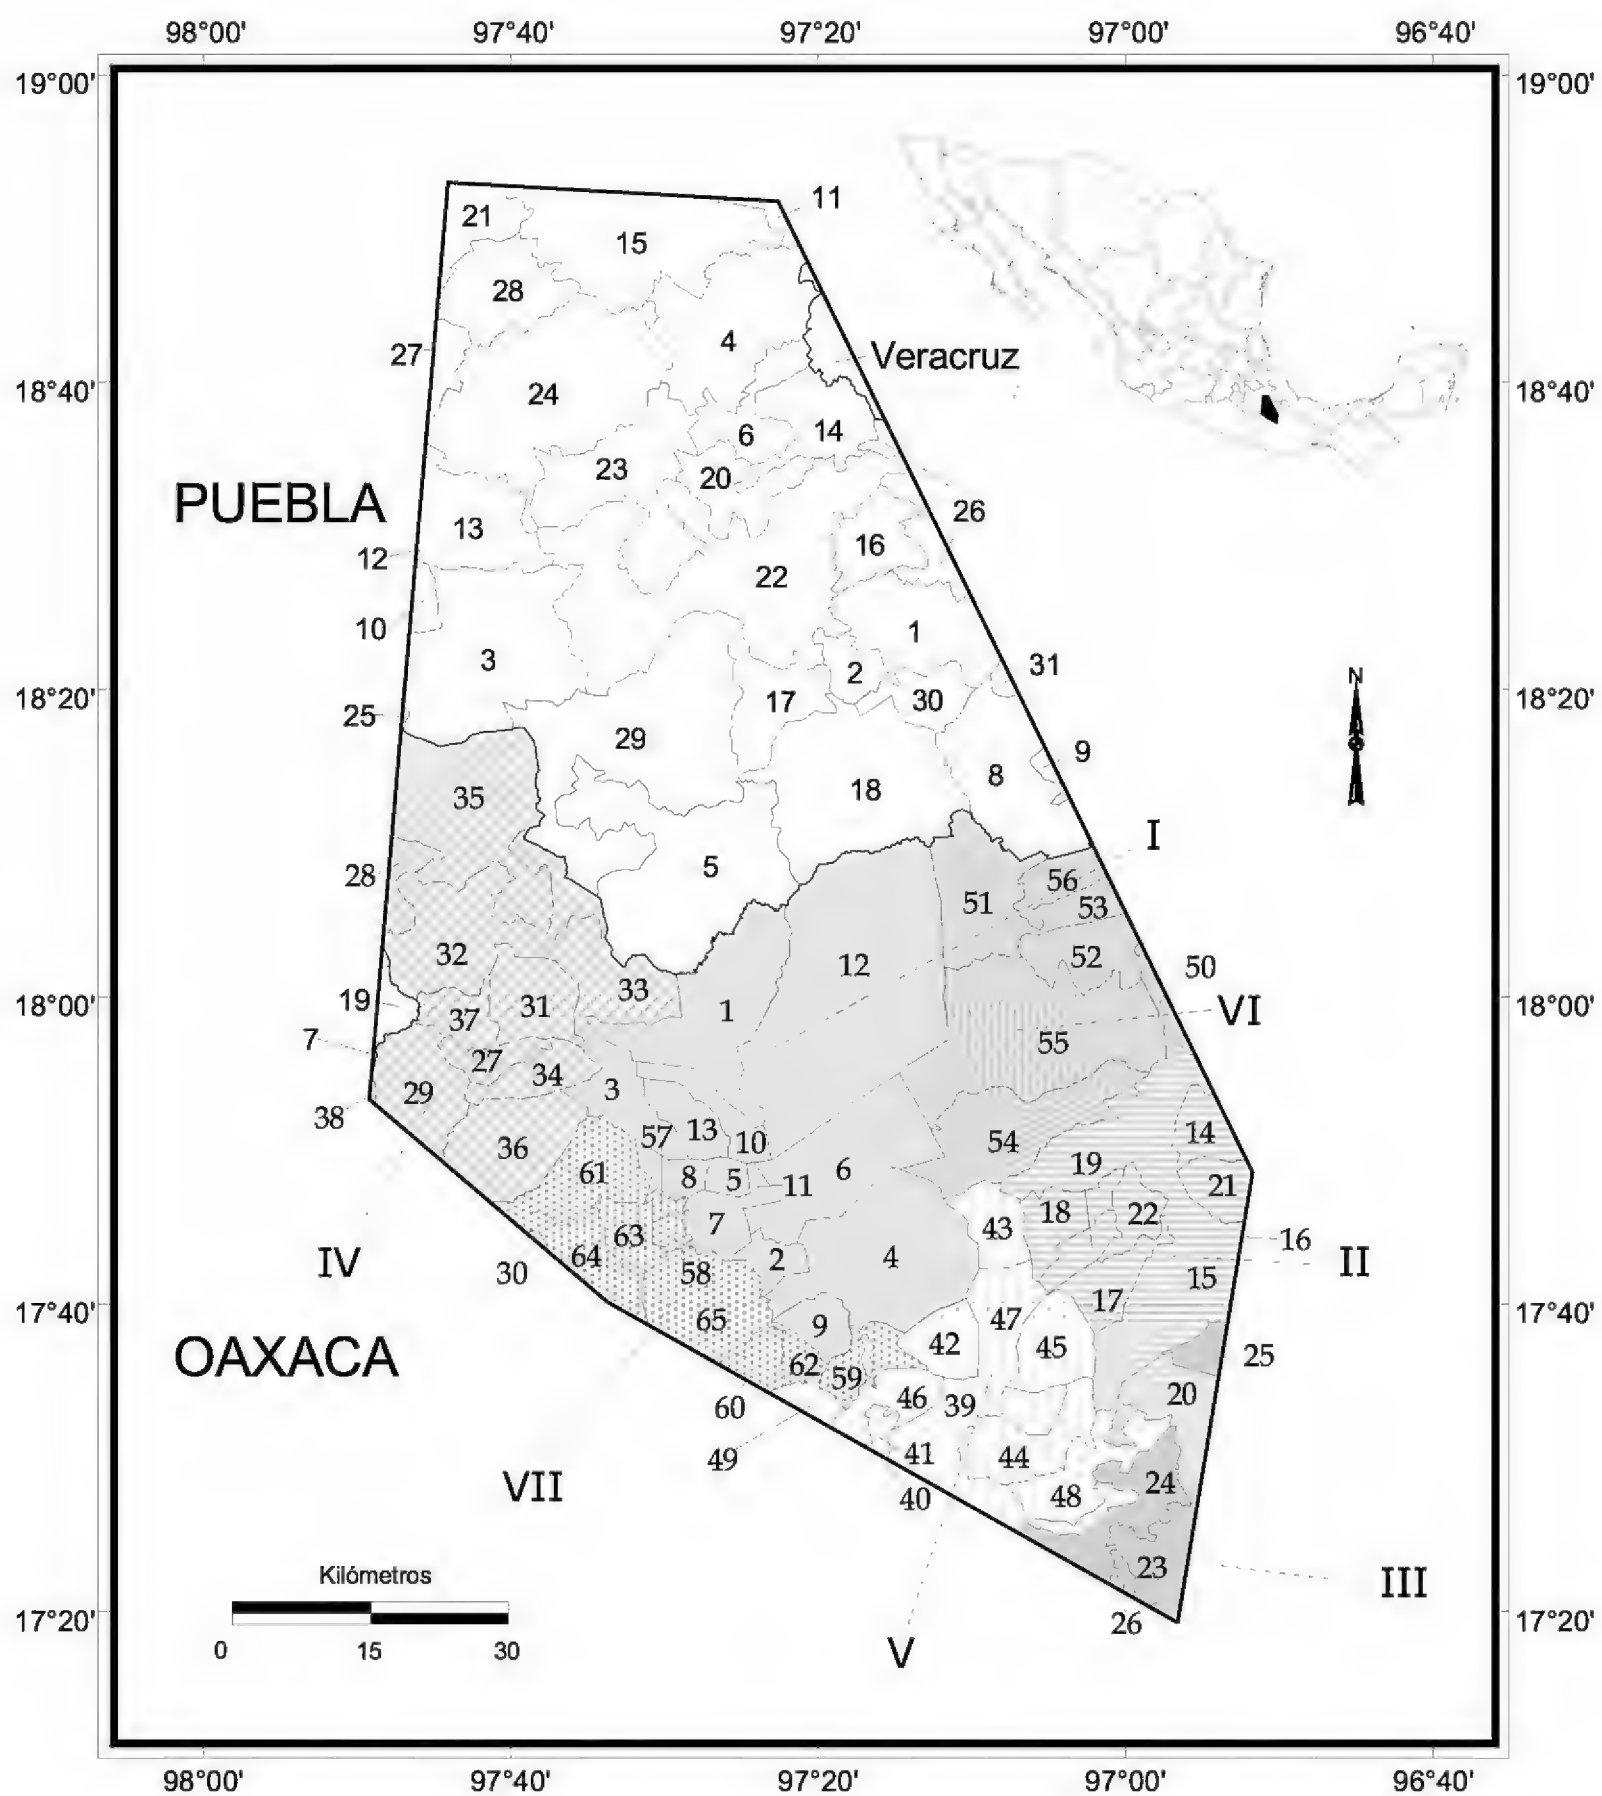 98°00' 97°40' 97°20' 97°00' 96°40'
19°00' 19°00'
21 15 11
28
27 4 Veracruz
18°40' 24 18°40'
6 14
23 20
PUEBLA 26
13 16
12 22
10 1
3 2 31
18°20' 17 30 18°20'
25 29 9
N
35 18 8
I
28 5 56
51 53
32 12 52 50
19 33
18°00' 37 31 1 VI 18°00'
7 27 55
29 34 3
38 57 13 10 54 14
36 61 8 5 11 6 19 21
7 43 18 22
63 16
IV 30 64 58 2 4 15 II
17
17°40' 65 9 47 17°40'
42 45
OAXACA 62 59 25
60 46 39 20
49 41 44
VII 40 48 24
Kilómetros 23 III
17°20' 26 17°20'
0 15 30 V
98°00' 97°40' 97°20' 97°00' 96°40'